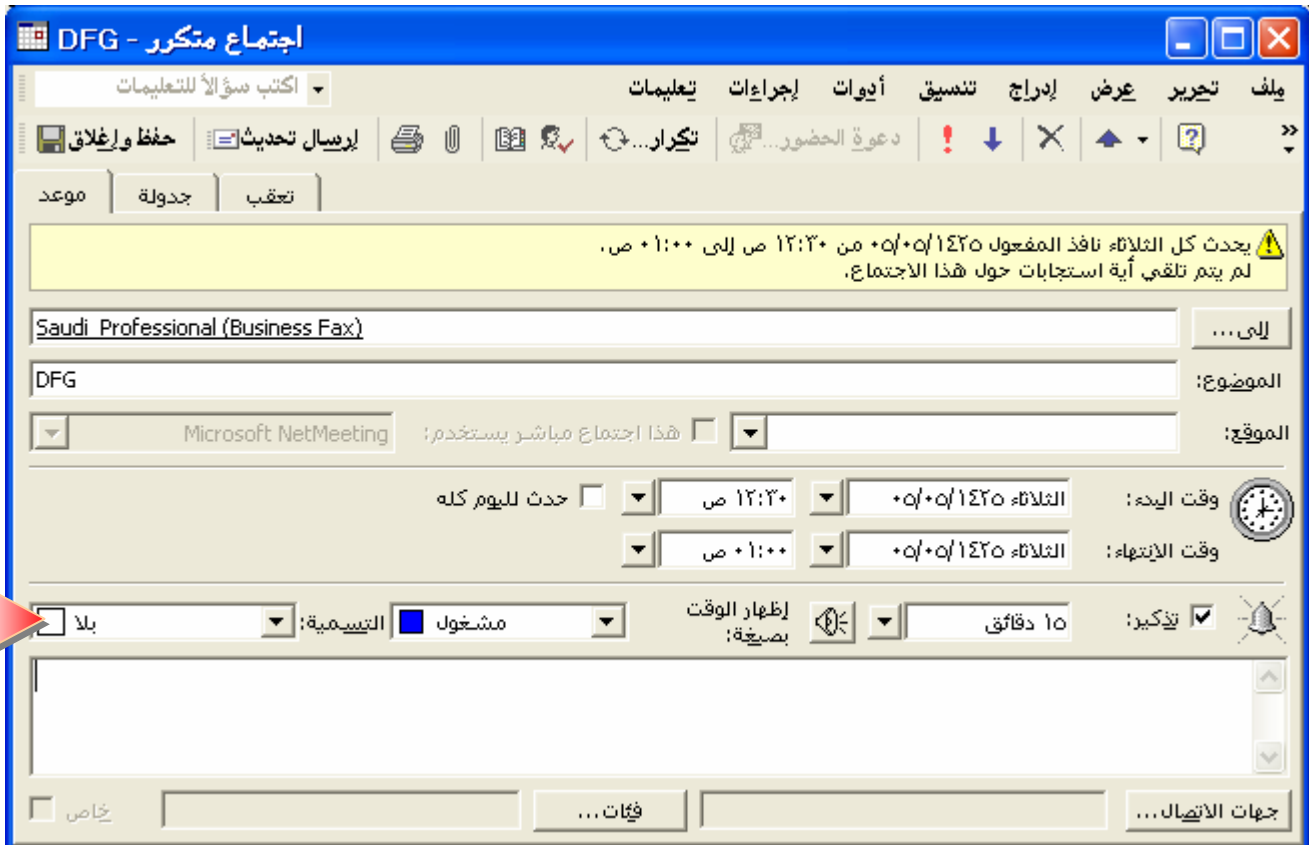 DFG - اجتماع متكرر
ملف تحرير عرض إدراج تنسيق أدوات إجراءات تعليمات اكتب سؤالاً للتعليمات
حفظ وإغلاق إرسال تحديث تكرار... دعوة الحضور...
موعد جدولة تعقب
يحدث كل الثلاثاء نافذ المفعول ٠٥/٠٥/١٤٢٥ من ١٢:٣٠ ص إلى ٠١:٠٠ ص.
لم يتم تلقي أية استجابات حول هذا الاجتماع.
إلى... Saudi Professional (Business Fax)
الموضوع: DFG
الموقع: هذا اجتماع مباشر يستخدم: Microsoft NetMeeting
وقت البدء: الثلاثاء ٠٥/٠٥/١٤٢٥ ١٢:٣٠ ص حدث لليوم كله
وقت الانتهاء: الثلاثاء ٠٥/٠٥/١٤٢٥ ٠١:٠٠ ص
تذكير: ١٥ دقائق إظهار الوقت بصيغة: مشغول التسمية: بلا
جهات الاتصال... فئات... خاص